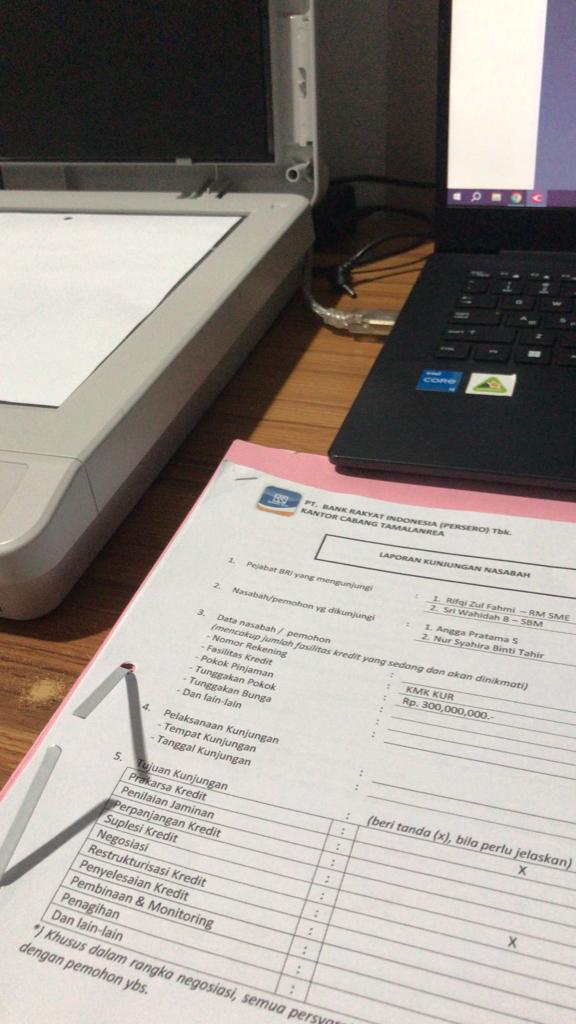 BRI
PT. BANK RAKYAT INDONESIA (PERSERO) Tbk.
KANTOR CABANG TAMALANREA
LAPORAN KUNJUNGAN NASABAH
1. Pejabat BRI yang mengunjungi : 1. Rifqi Zul Fahmi – RM SME
2. Sri Wahidah B – SBM
2. Nasabah/pemohon yg dikunjungi : 1. Angga Pratama S
2. Nur Syahira Binti Tahir
3. Data nasabah / pemohon
(mencakup jumlah fasilitas kredit yang sedang dan akan dinikmati)
- Nomor Rekening :
- Fasilitas Kredit : KMK KUR
- Pokok Pinjaman : Rp. 300,000,000.-
- Tunggakan Pokok :
- Tunggakan Bunga :
- Dan lain-lain
4. Pelaksanaan Kunjungan
- Tempat Kunjungan :
- Tanggal Kunjungan :
5. Tujuan Kunjungan : (beri tanda (x), bila perlu jelaskan)
Prakarsa Kredit : X
Penilaian Jaminan :
Perpanjangan Kredit :
Suplesi Kredit :
Negosiasi :
Restrukturisasi Kredit :
Penyelesaian Kredit :
Pembinaan & Monitoring : X
Penagihan :
Dan lain-lain :
*) Khusus dalam rangka negosiasi, semua
dengan pemohon ybs.
intel
CORE